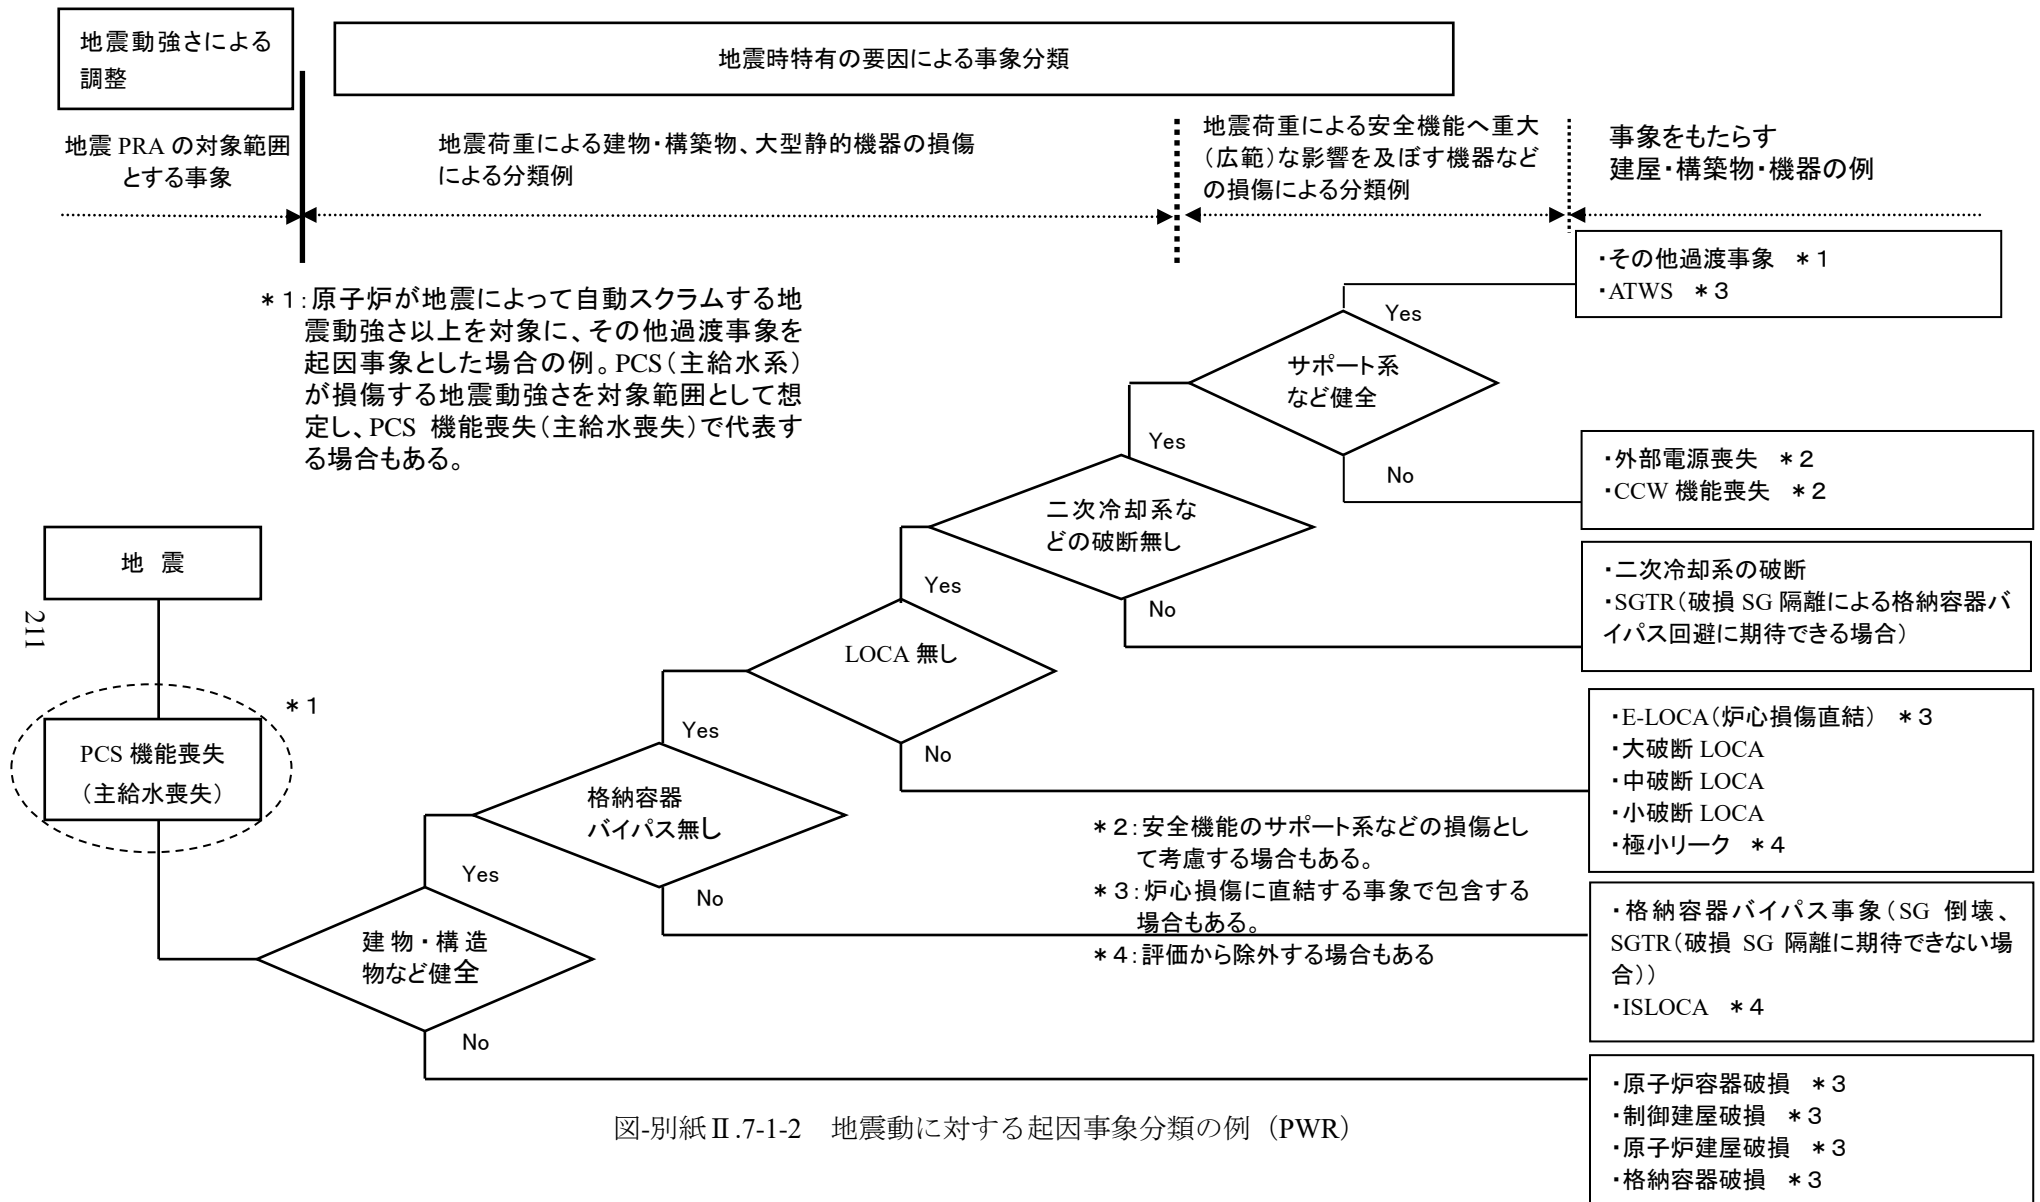 地震動強さによる
調整
地震時特有の要因による事象分類
地震 PRA の対象範囲
とする事象
地震荷重による建物・構築物、大型静的機器の損傷
による分類例
地震荷重による安全機能へ重大
（広範）な影響を及ぼす機器など
の損傷による分類例
事象をもたらす
建屋・構築物・機器の例
＊１：原子炉が地震によって自動スクラムする地
震動強さ以上を対象に、その他過渡事象を
起因事象とした場合の例。PCS（主給水系）
が損傷する地震動強さを対象範囲として想
定し、PCS 機能喪失（主給水喪失）で代表す
る場合もある。
・その他過渡事象　＊１
・ATWS　＊３
Yes
サポート系
など健全
No
・外部電源喪失　＊２
・CCW 機能喪失　＊２
Yes
二次冷却系な
どの破断無し
No
・二次冷却系の破断
・SGTR（破損 SG 隔離による格納容器バ
イパス回避に期待できる場合）
地　震
211
Yes
LOCA 無し
No
・E-LOCA（炉心損傷直結）　＊３
・大破断 LOCA
・中破断 LOCA
・小破断 LOCA
・極小リーク　＊４
＊１
PCS 機能喪失
（主給水喪失）
Yes
格納容器
バイパス無し
No
＊２：安全機能のサポート系などの損傷とし
て考慮する場合もある。
＊３：炉心損傷に直結する事象で包含する
場合もある。
＊４：評価から除外する場合もある
・格納容器バイパス事象（SG 倒壊、
SGTR（破損 SG 隔離に期待できない場
合））
・ISLOCA　＊４
Yes
建物・構造
物など健全
No
・原子炉容器破損　＊３
・制御建屋破損　＊３
・原子炉建屋破損　＊３
・格納容器破損　＊３
図-別紙Ⅱ.7-1-2　地震動に対する起因事象分類の例（PWR）